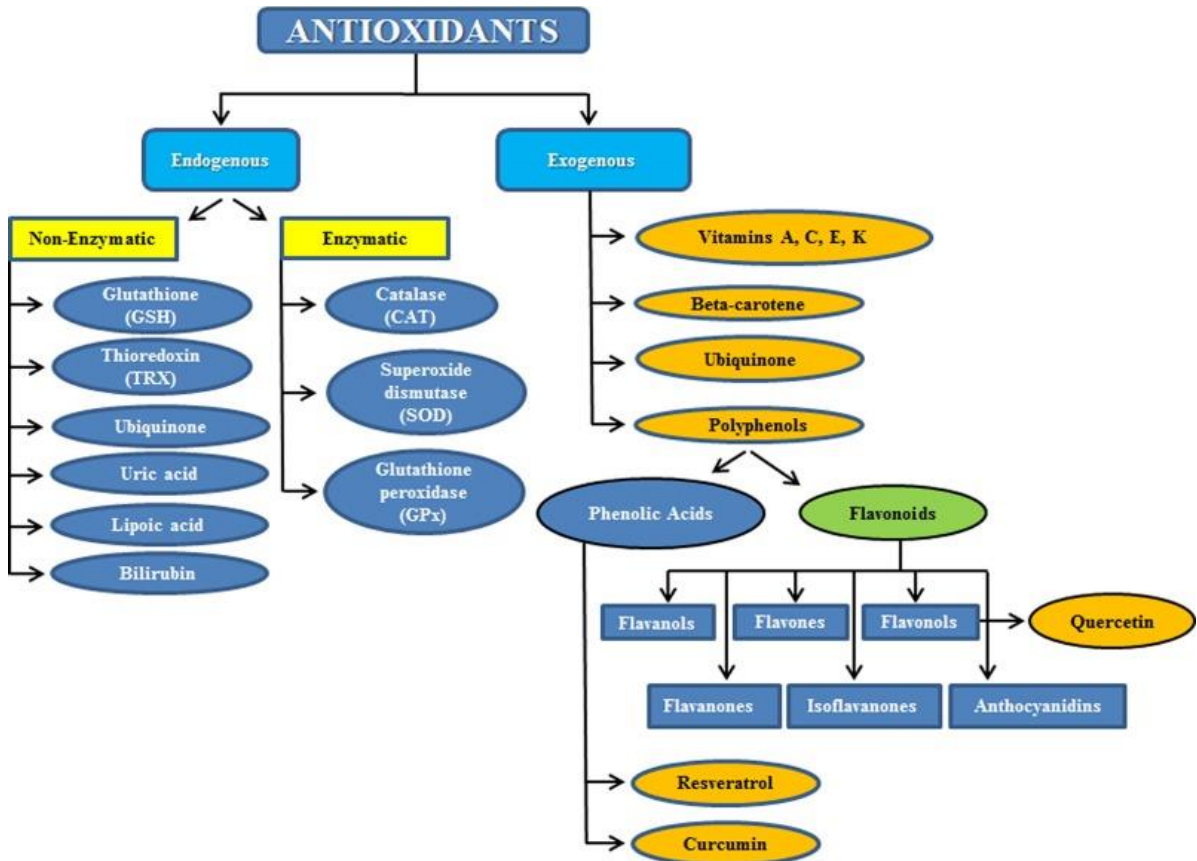 ANTIOXIDANTS
Endogenous
Exogenous
Non-Enzymatic
Enzymatic
Vitamins A, C, E, K
Glutathione
(GSH)
Catalase
(CAT)
Beta-carotene
Thioredoxin
(TRX)
Superoxide
dismutase
(SOD)
Ubiquinone
Ubiquinone
Polyphenols
Uric acid
Glutathione
peroxidase
(GPx)
Lipoic acid
Phenolic Acids
Flavonoids
Bilirubin
Flavanols
Flavones
Flavonols
Quercetin
Flavanones
Isoflavanones
Anthocyanidins
Resveratrol
Curcumin